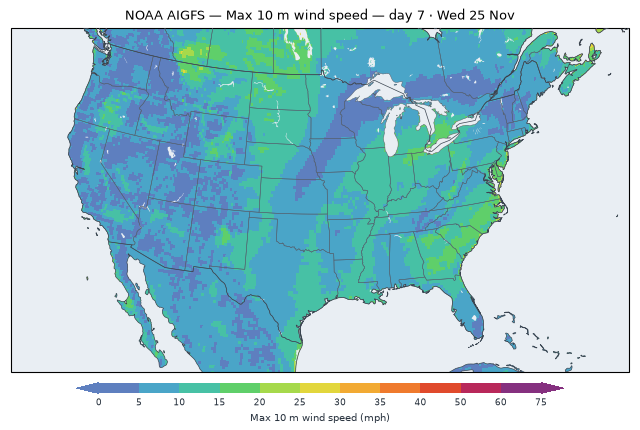 NOAA AIGFS — Max 10 m wind speed — day 7 · Wed 25 Nov
0 5 10 15 20 25 30 35 40 50 60 75
Max 10 m wind speed (mph)